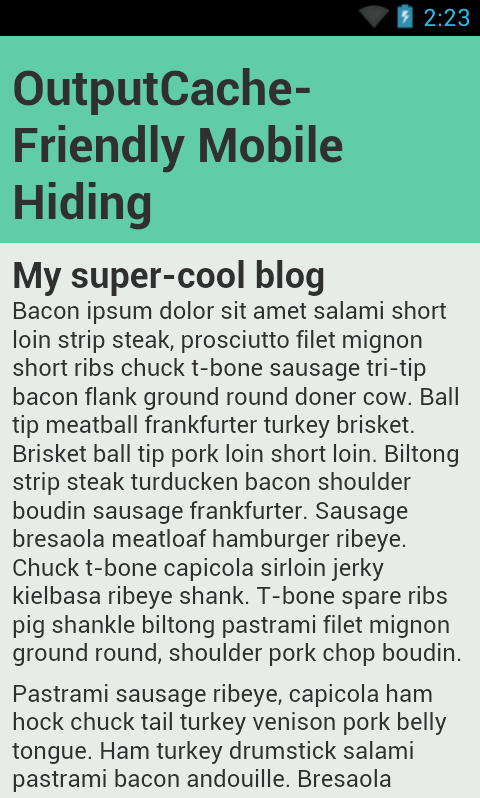 2:23
OutputCache-
Friendly Mobile
Hiding
My super-cool blog
Bacon ipsum dolor sit amet salami short
loin strip steak, prosciutto filet mignon
short ribs chuck t-bone sausage tri-tip
bacon flank ground round doner cow. Ball
tip meatball frankfurter turkey brisket.
Brisket ball tip pork loin short loin. Biltong
strip steak turducken bacon shoulder
boudin sausage frankfurter. Sausage
bresaola meatloaf hamburger ribeye.
Chuck t-bone capicola sirloin jerky
kielbasa ribeye shank. T-bone spare ribs
pig shankle biltong pastrami filet mignon
ground round, shoulder pork chop boudin.
Pastrami sausage ribeye, capicola ham
hock chuck tail turkey venison pork belly
tongue. Ham turkey drumstick salami
pastrami bacon andouille. Bresaola